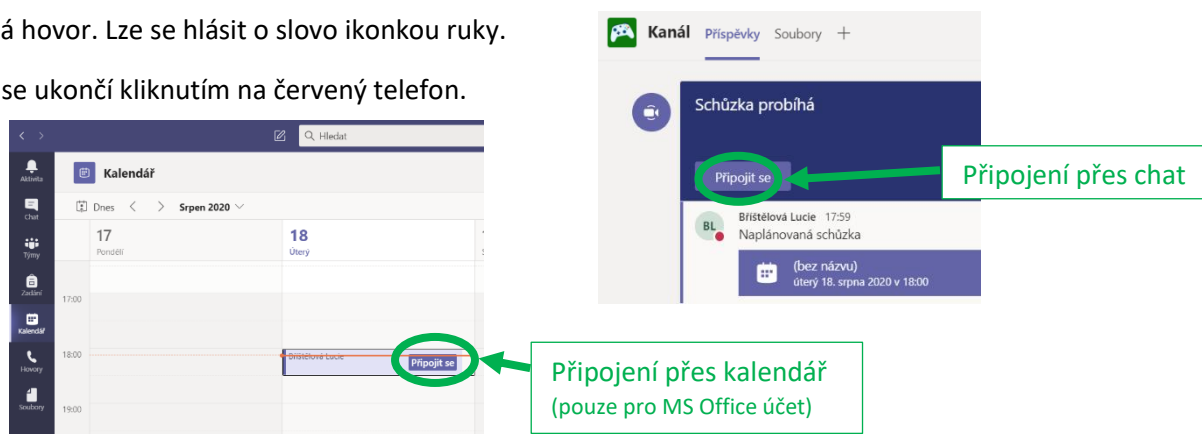 á hovor. Lze se hlásit o slovo ikonkou ruky.
se ukončí kliknutím na červený telefon.
Hledat
Aktivita
Chat
Týmy
Zadání
Kalendář
Hovory
Soubory
Kalendář
Dnes < > Srpen 2020
17
Pondělí
18
Úterý
17:00
18:00
Bříštělová Lucie
Připojit se
19:00
Kanál Příspěvky Soubory +
Schůzka probíhá
Připojit se
Připojení přes chat
BL
Bříštělová Lucie 17:59
Naplánovaná schůzka
(bez názvu)
úterý 18. srpna 2020 v 18:00
Připojení přes kalendář
(pouze pro MS Office účet)